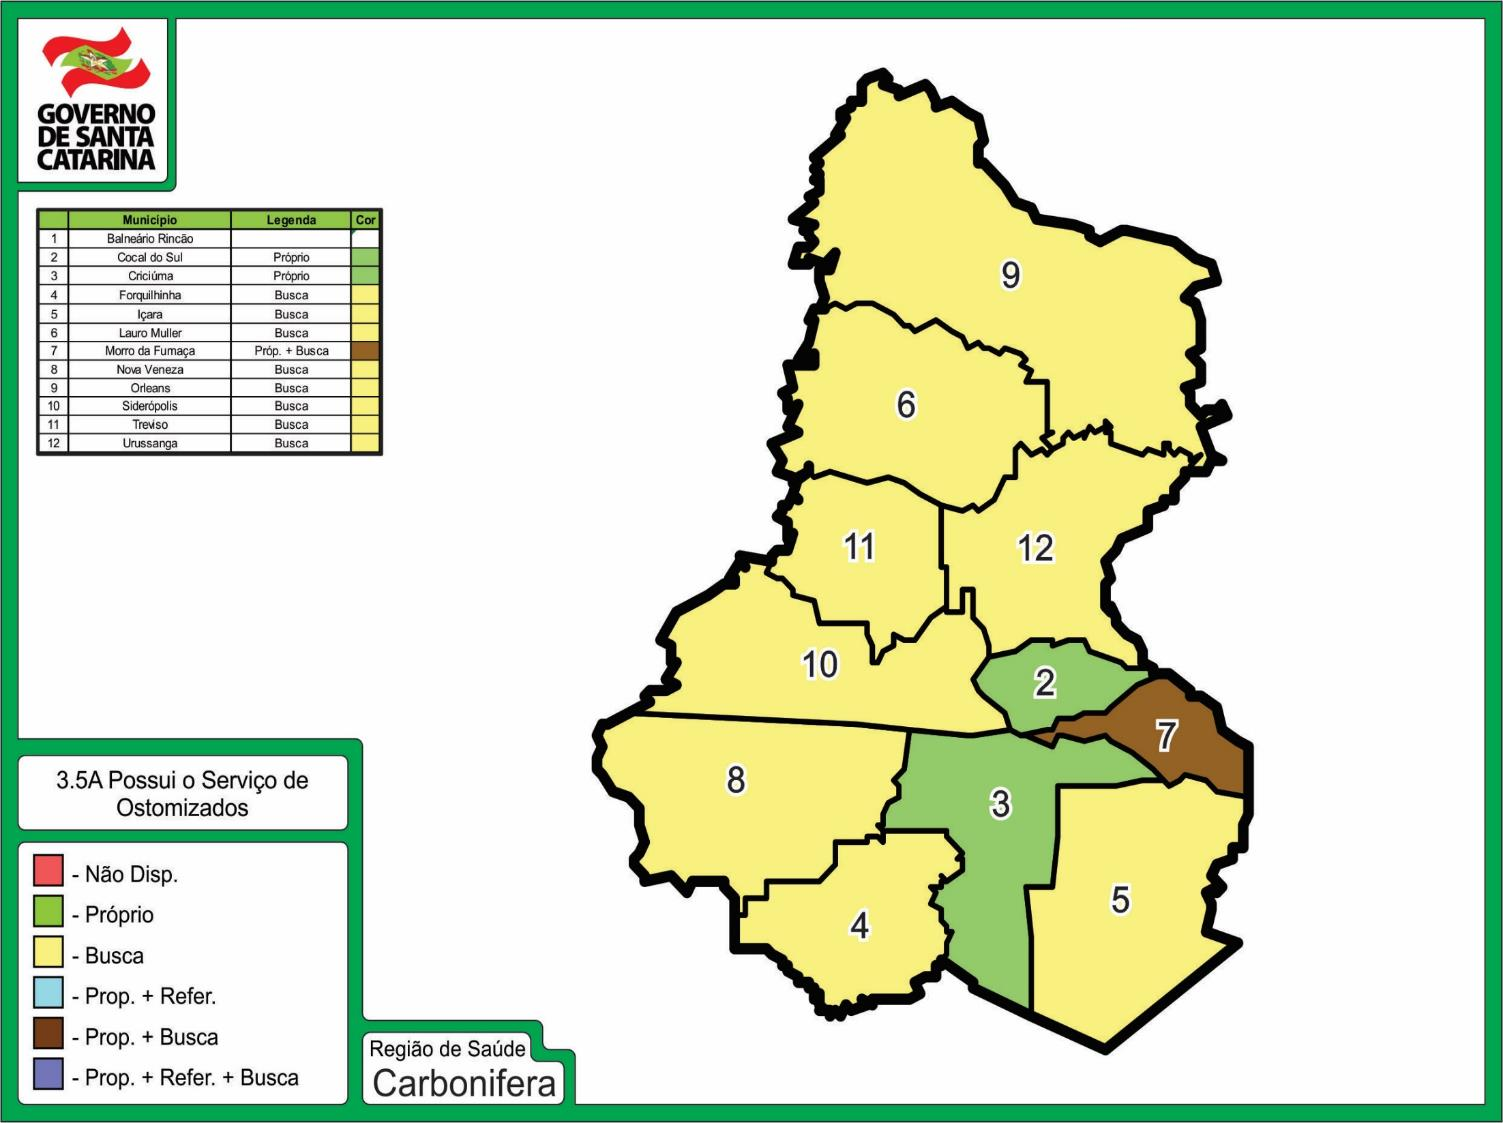 GOVERNO
DE SANTA
CATARINA
Município Legenda Cor
1 Balneário Rincão
2 Cocal do Sul Próprio
3 Criciúma Próprio
4 Forquilhinha Busca
5 Içara Busca
6 Lauro Muller Busca
7 Morro da Fumaça Próp. + Busca
8 Nova Veneza Busca
9 Orleans Busca
10 Siderópolis Busca
11 Treviso Busca
12 Urussanga Busca
9
6
11
12
10
2
7
8
3
5
4
3.5A Possui o Serviço de
Ostomizados
- Não Disp.
- Próprio
- Busca
- Prop. + Refer.
- Prop. + Busca
- Prop. + Refer. + Busca
Região de Saúde
Carbonifera